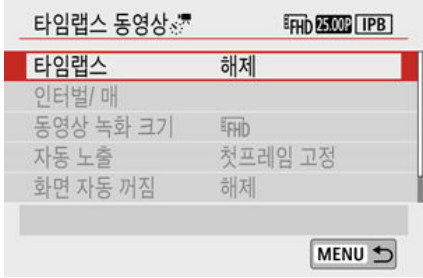 타임랩스 동영상 FHD 25.00P IPB
타임랩스 해제
인터벌/ 매
동영상 녹화 크기 FHD
자동 노출 첫프레임 고정
화면 자동 꺼짐 해제
MENU